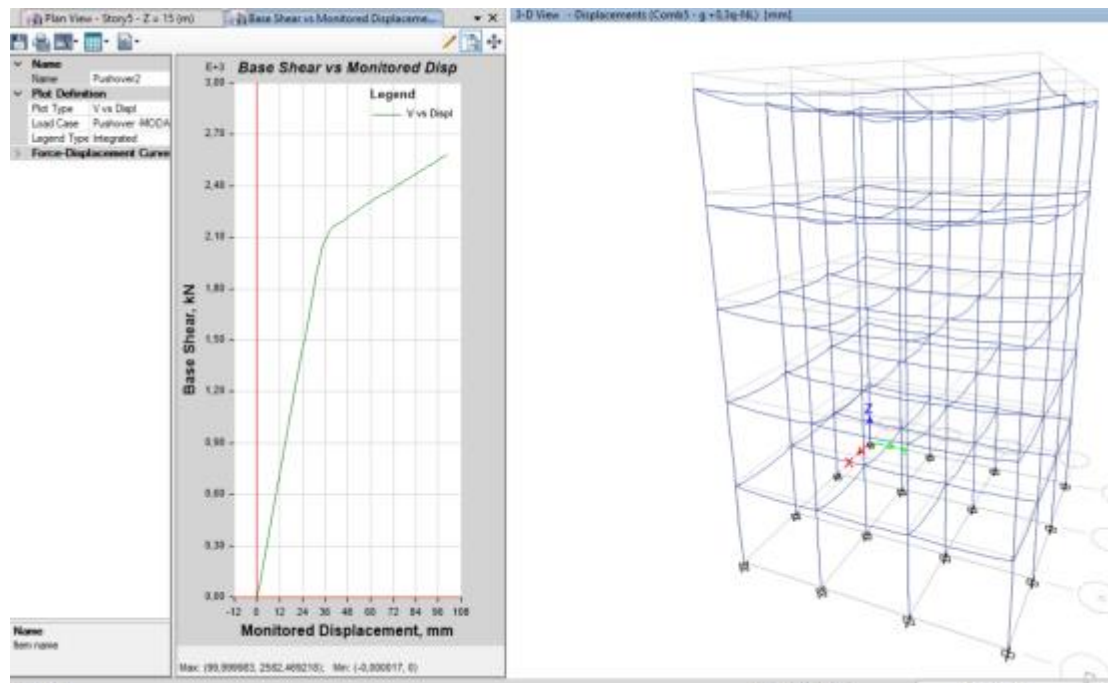 Plan View - Story5 - Z = 15 (m)
Base Shear vs Monitored Displaceme...
3-D View - Displacements (Comb5 - g +0,3q-fléL) [mm]
Name
Name Pushover2
Plot Definition
Plot Type V vs Displ
Load Case Pushover -MODA
Legend Type Integrated
Force-Displacement Curve
E+3 Base Shear vs Monitored Disp
Legend
V vs Displ
3,00
2,70
2,40
2,10
1,80
1,50
1,20
0,90
0,60
0,30
0,00
Base Shear, kN
-12 0 12 24 36 48 60 72 84 96 108
Monitored Displacement, mm
Max: (99,999983, 2582,469218); Min: (-0,000017, 0)
Name
Item name
Z
X